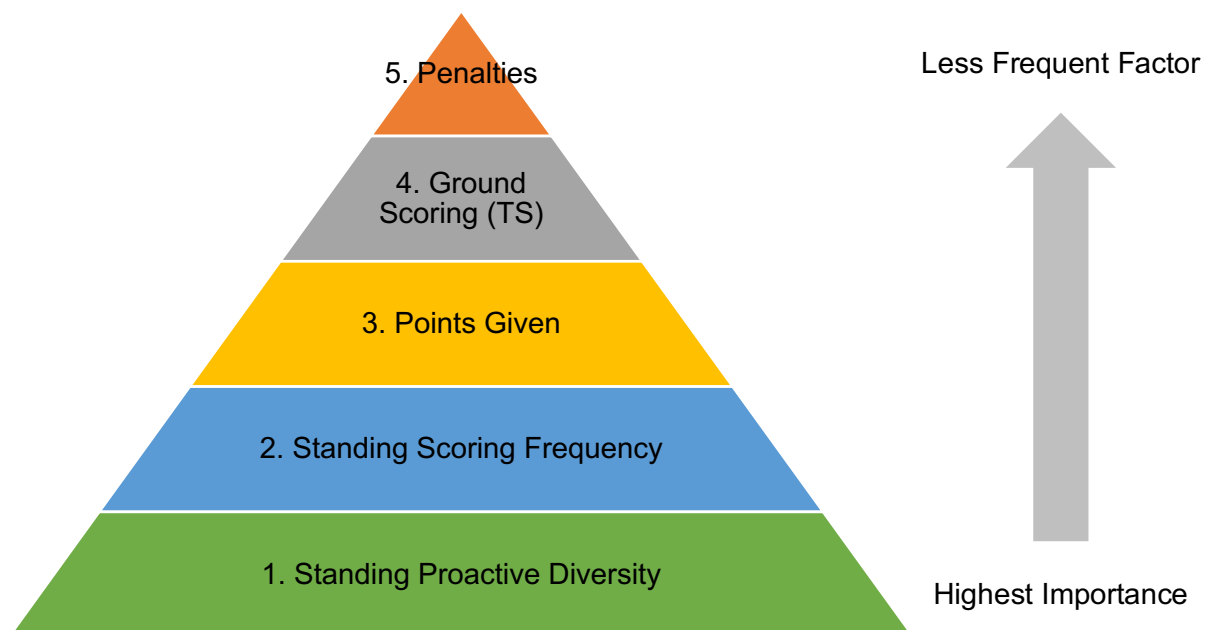 5. Penalties
Less Frequent Factor
4. Ground
Scoring (TS)
3. Points Given
2. Standing Scoring Frequency
1. Standing Proactive Diversity
Highest Importance